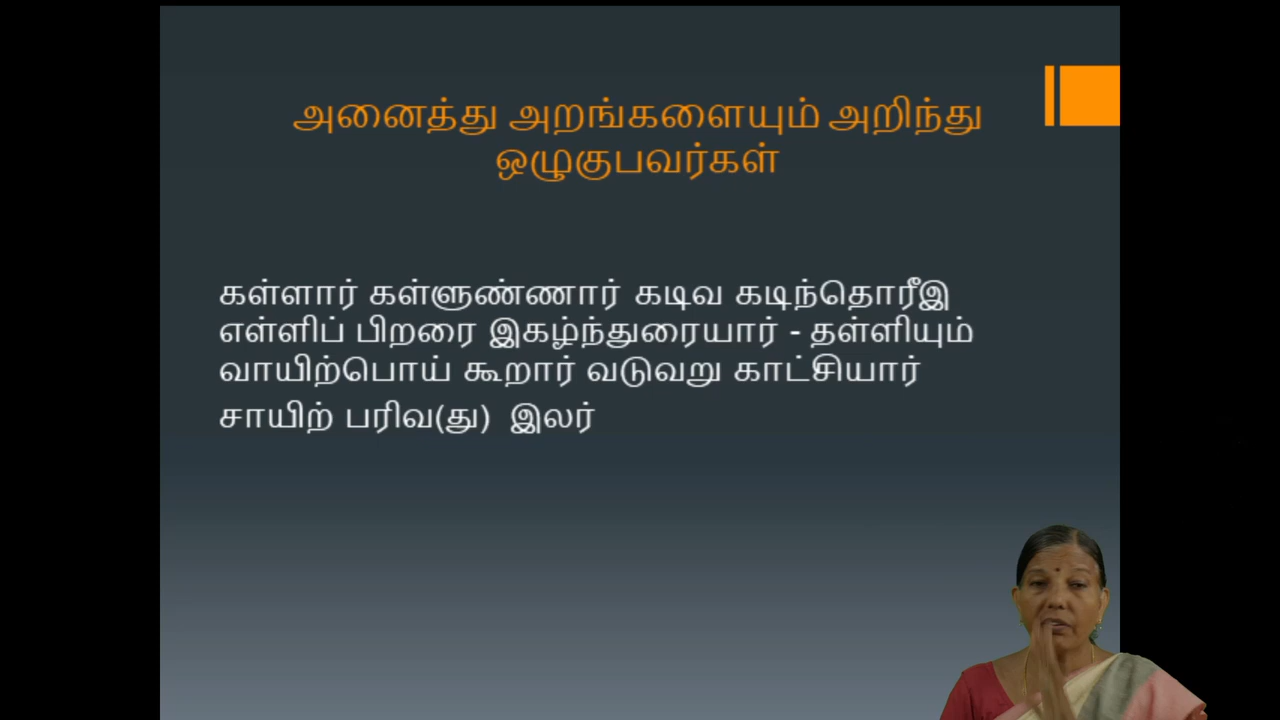 அனைத்து அறங்களையும் அறிந்து
ஒழுகுபவர்கள்
கள்ளார் கள்ளுண்ணார் கடிவ கடிந்தொரீஇ
எள்ளிப் பிறரை இகழ்ந்துரையார் - தள்ளியும்
வாயிற்பொய் கூறார் வடுவறு காட்சியார்
சாயிற் பரிவ(து) இலர்